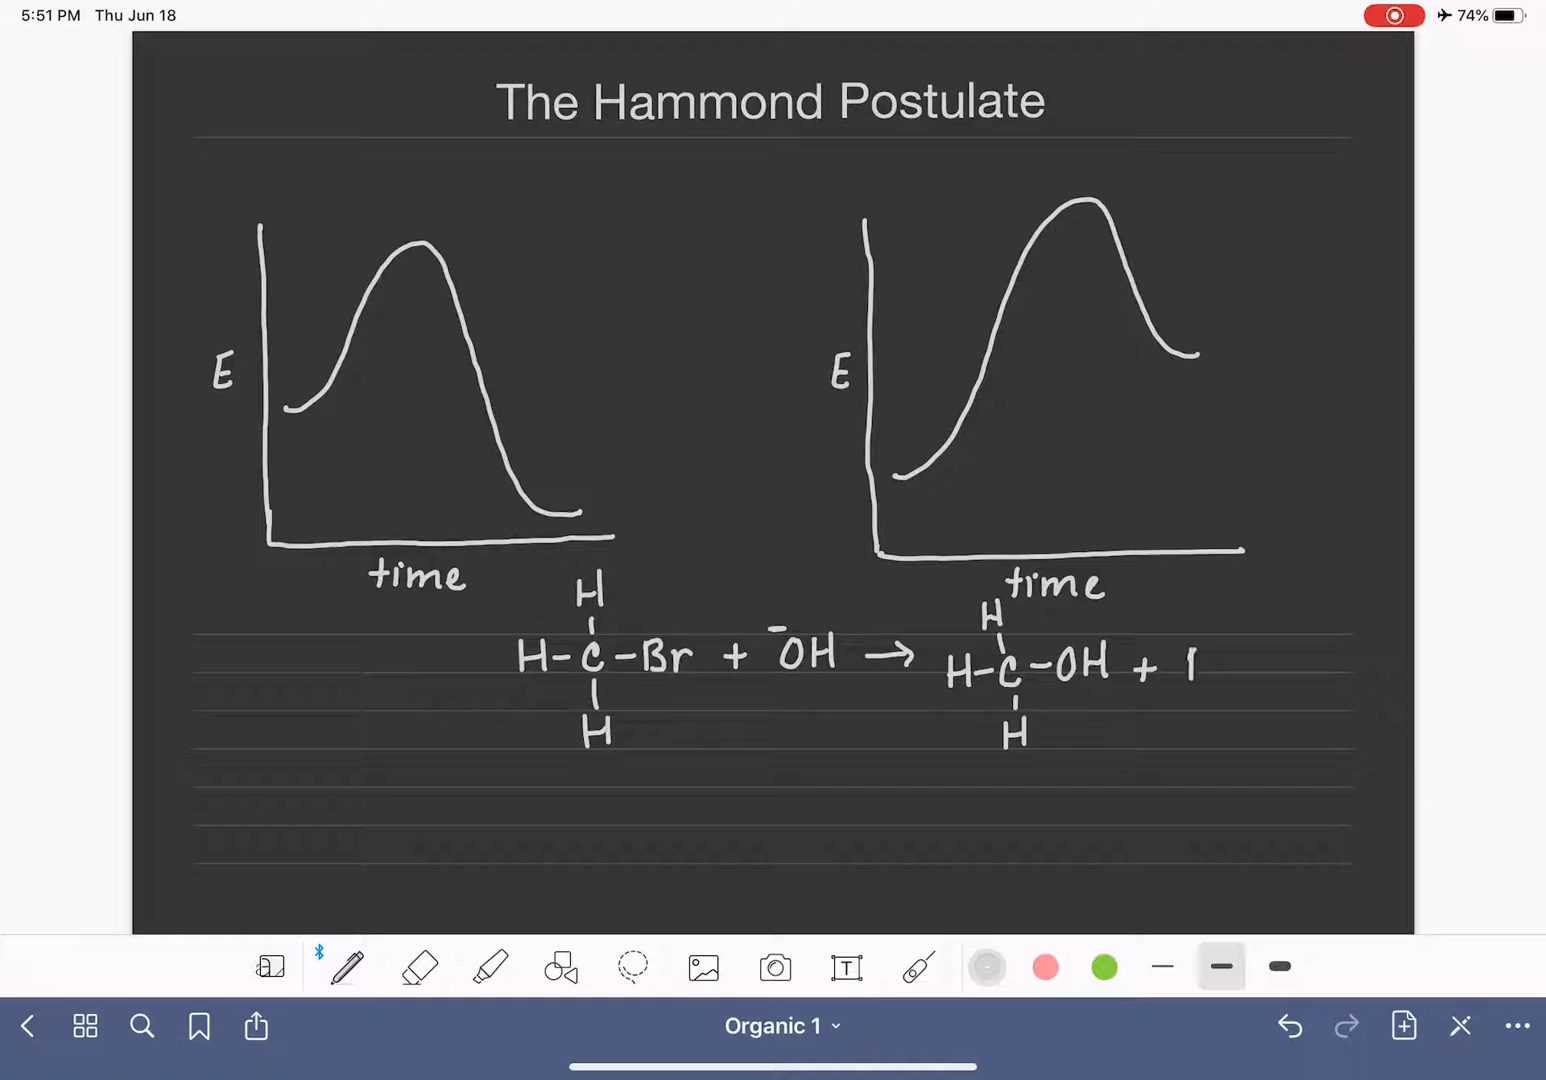 5:51 PM Thu Jun 18
74%
The Hammond Postulate
E
E
time
time
H
H
H-C-Br + ⁻OH → H-C-OH + 
H
H
T
Organic 1